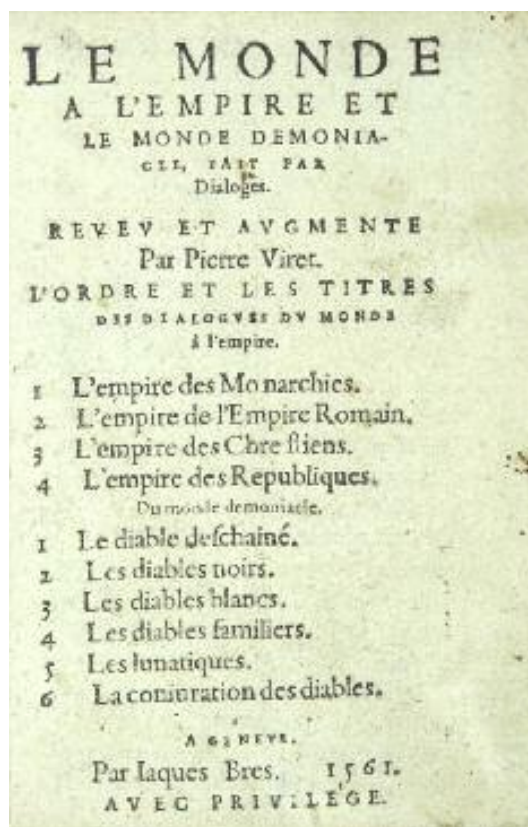 LE MONDE
A L'EMPIRE ET
LE MONDE DEMONIA-
CLE, FAIT PAR
Dialoges.
REVEV ET AVGMENTE
Par Pierre Viret.
L'ORDRE ET LES TITRES
DES DIALOGVES DV MONDE
à l'empire.
1 L'empire des Monarchies.
2 L'empire de l'Empire Romain.
3 L'empire des Chreſtiens.
4 L'empire des Republiques.
Du monde demoniacle.
1 Le diable deſchainé.
2 Les diables noirs.
3 Les diables blancs.
4 Les diables familiers.
5 Les lunatiques.
6 La coniuration des diables.
A GENEVE.
Par Iaques Bres. 1561.
AVEC PRIVILEGE.